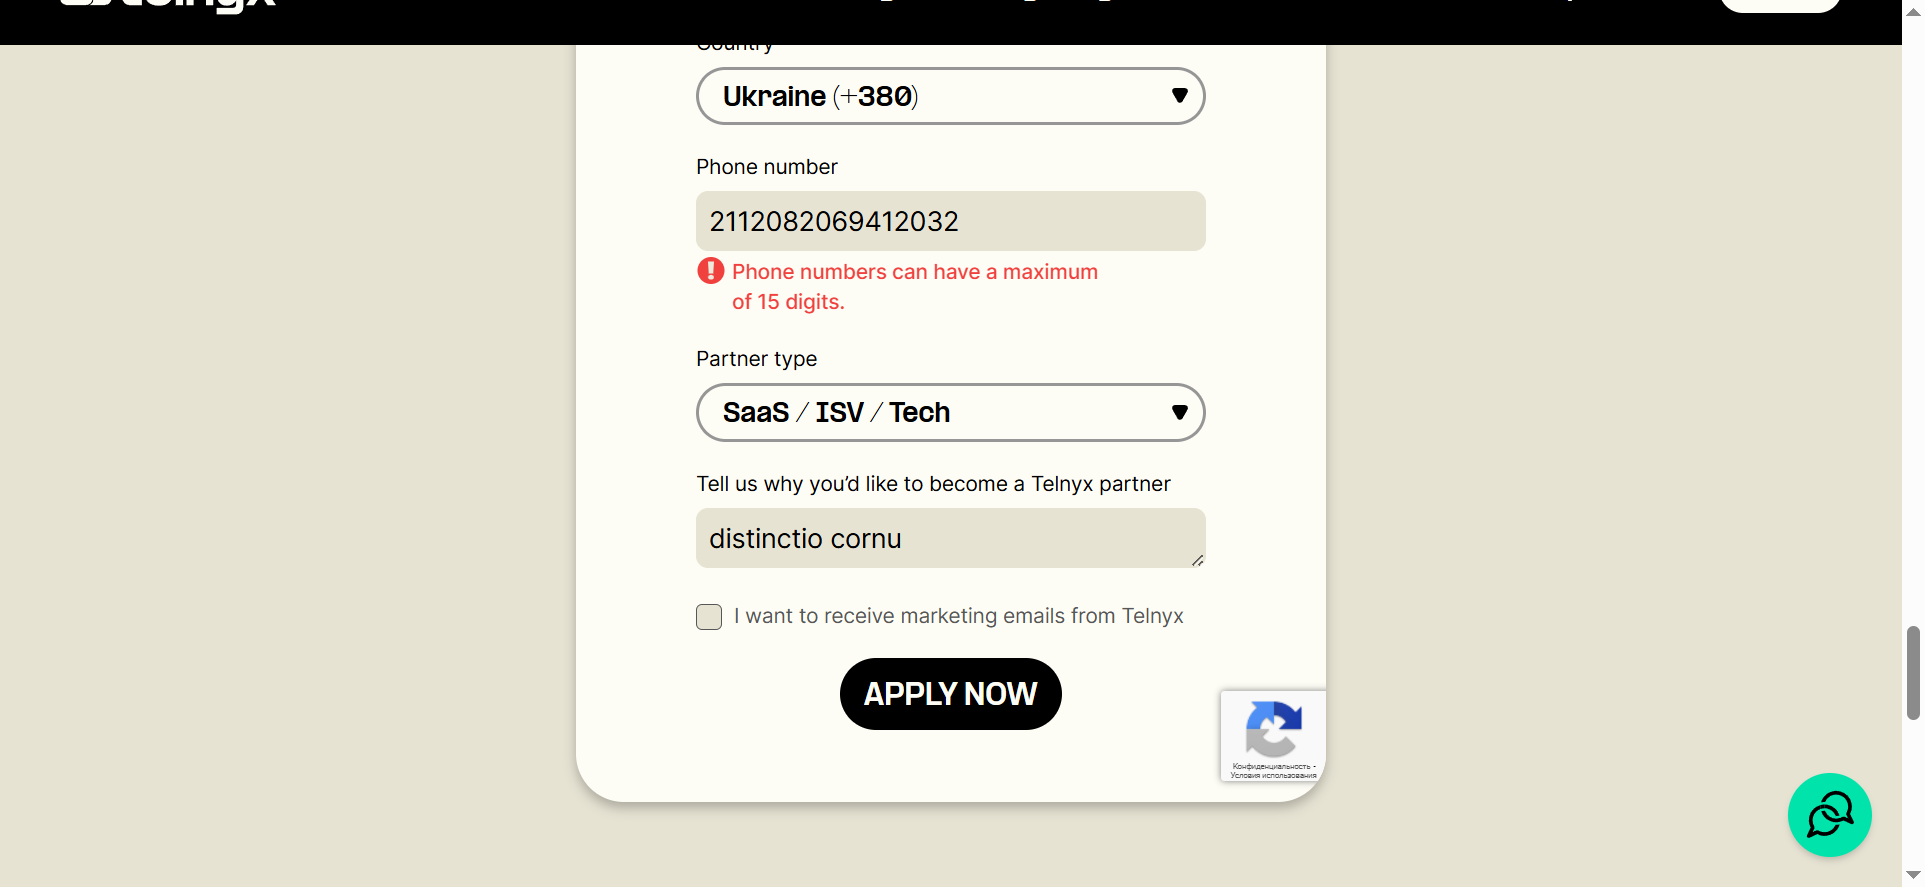 telnyx
Country
Ukraine (+380)
Phone number
2112082069412032
Phone numbers can have a maximum
of 15 digits.
Partner type
SaaS / ISV / Tech
Tell us why you’d like to become a Telnyx partner
distinctio cornu
I want to receive marketing emails from Telnyx
APPLY NOW
Конфиденциальность -
Условия использования